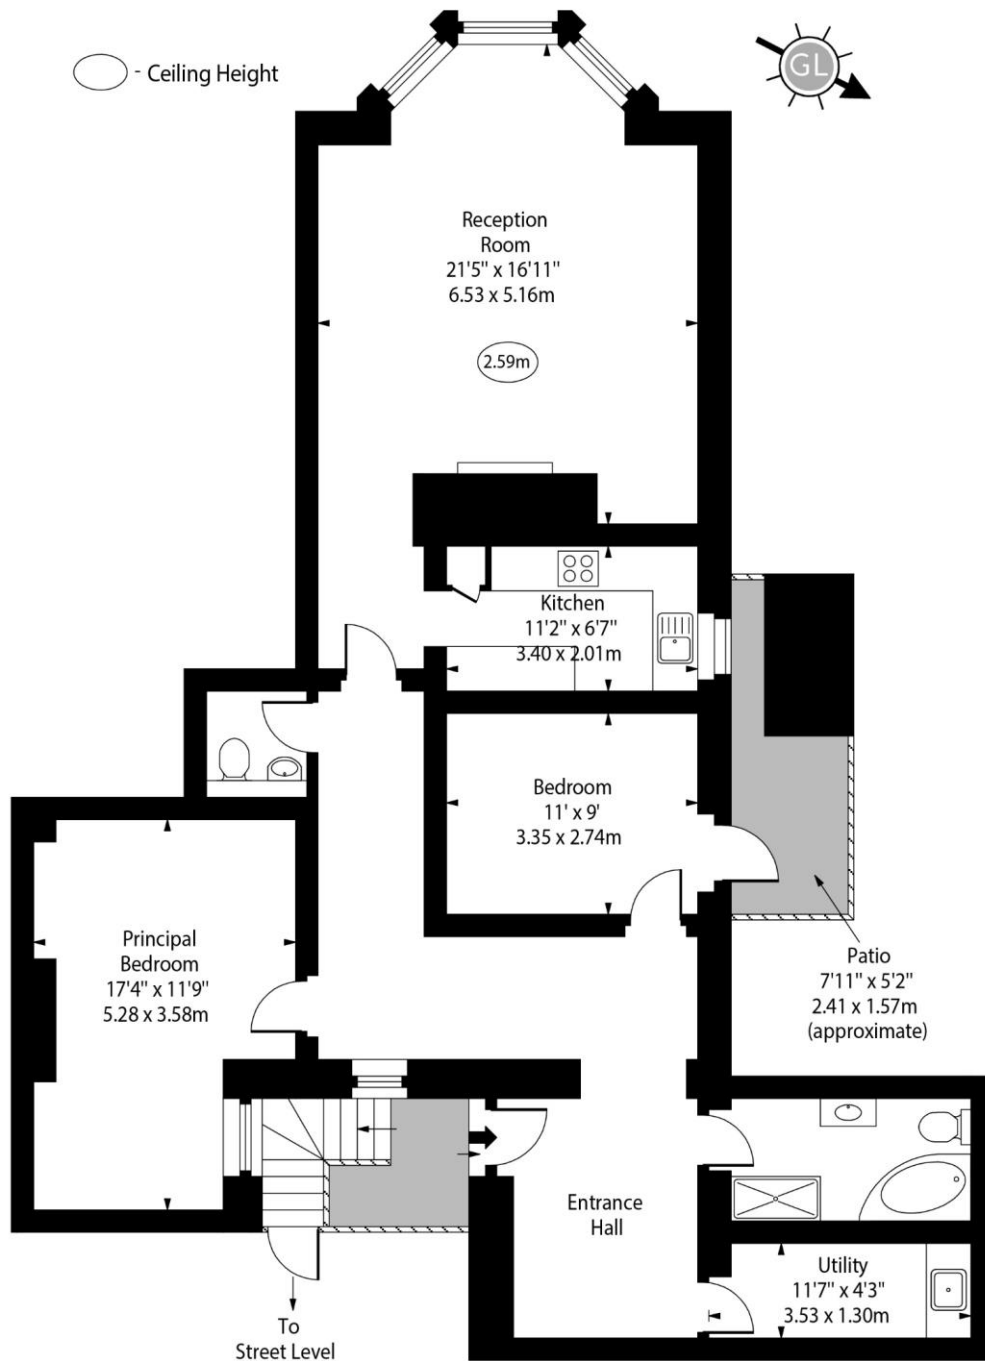 - Ceiling Height
GL
Reception
Room
21'5" x 16'11"
6.53 x 5.16m
2.59m
Kitchen
11'2" x 6'7"
3.40 x 2.01m
Bedroom
11' x 9'
3.35 x 2.74m
Principal
Bedroom
17'4" x 11'9"
5.28 x 3.58m
Patio
7'11" x 5'2"
2.41 x 1.57m
(approximate)
Entrance
Hall
Utility
11'7" x 4'3"
3.53 x 1.30m
To
Street Level